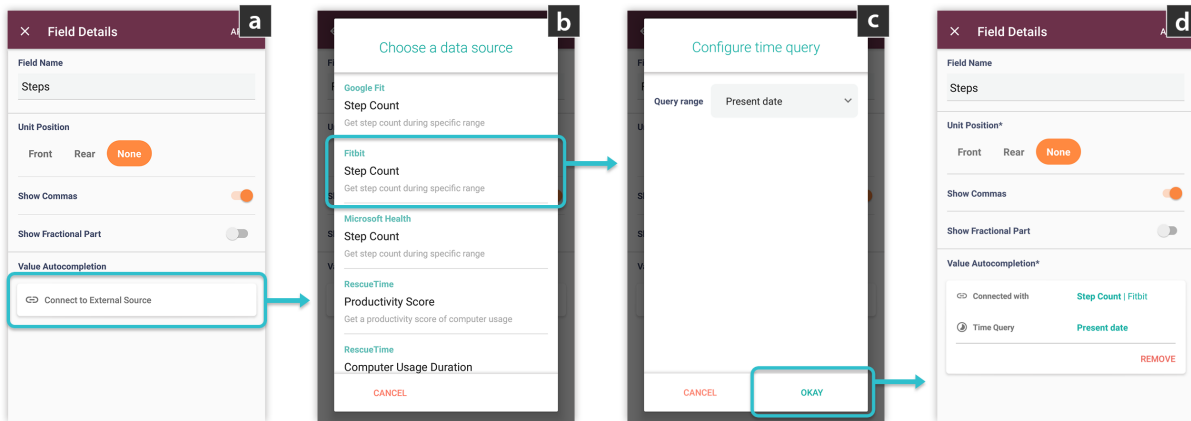 a
Field Details
Field Name
Steps
Unit Position
Front Rear None
Show Commas
Show Fractional Part
Value Autocompletion
Connect to External Source
b
Choose a data source
Google Fit
Step Count
Get step count during specific range
Fitbit
Step Count
Get step count during specific range
Microsoft Health
Step Count
Get step count during specific range
RescueTime
Productivity Score
Get a productivity score of computer usage
RescueTime
Computer Usage Duration
CANCEL
c
Configure time query
Query range Present date
CANCEL OKAY
d
Field Details
Field Name
Steps
Unit Position*
Front Rear None
Show Commas
Show Fractional Part
Value Autocompletion*
Connected with Step Count | Fitbit
Time Query Present date
REMOVE